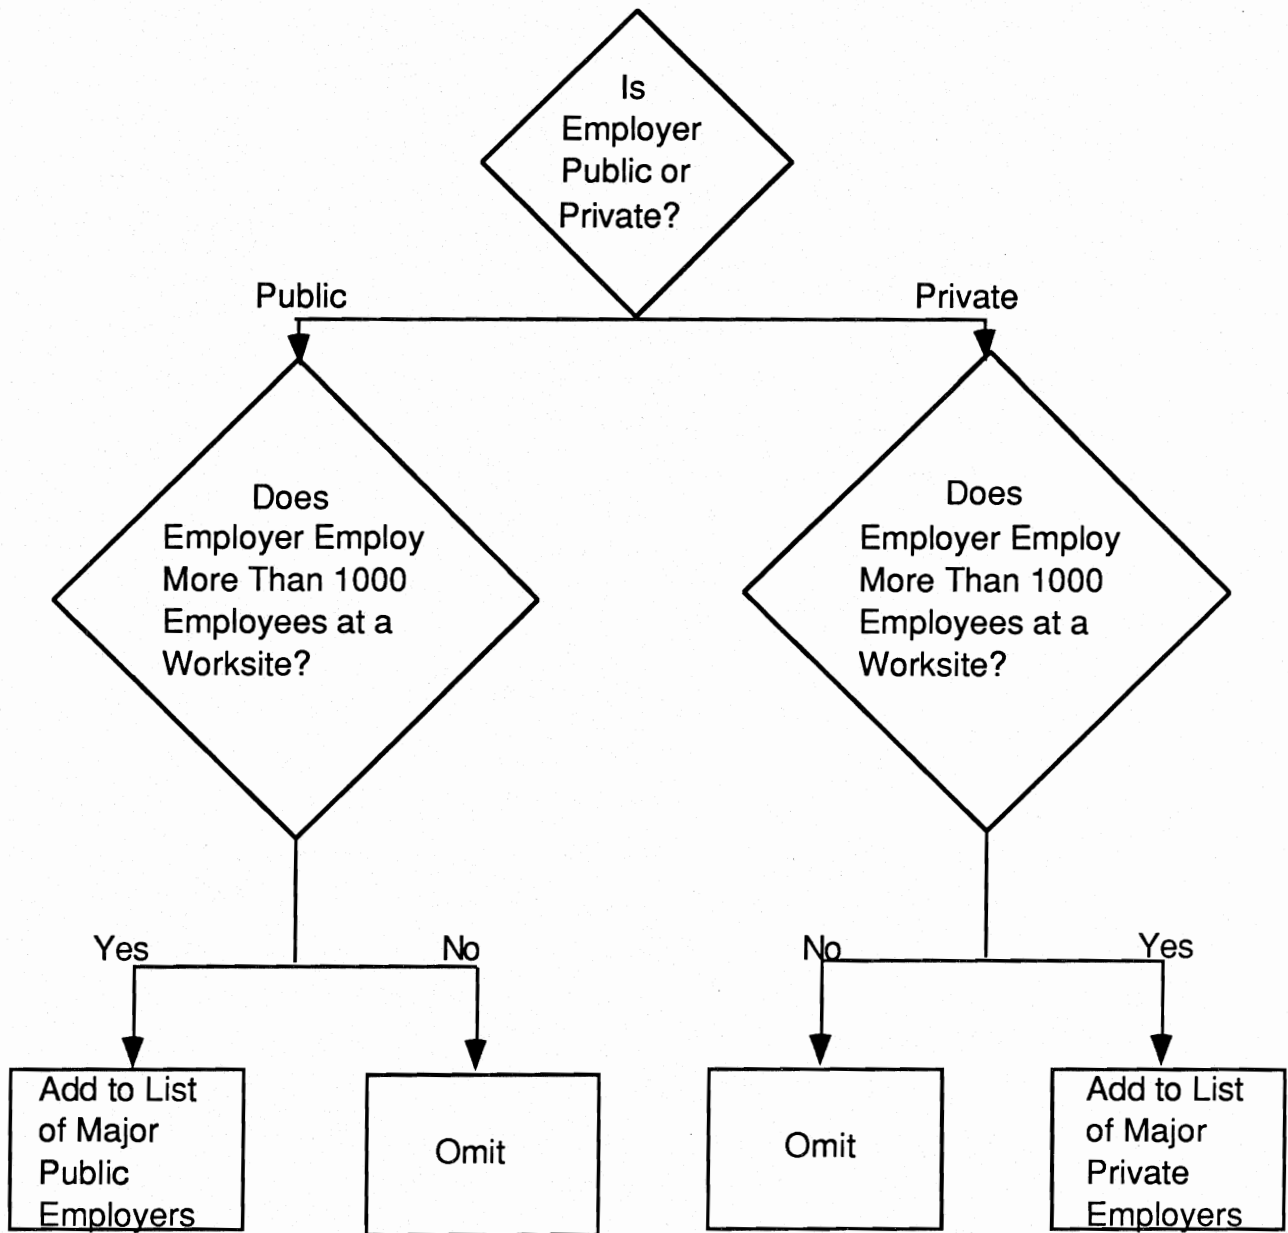 Is
Employer
Public or
Private?
Public
Private
Does
Employer Employ
More Than 1000
Employees at a
Worksite?
Does
Employer Employ
More Than 1000
Employees at a
Worksite?
Yes
No
No
Yes
Add to List
of Major
Public
Employers
Omit
Omit
Add to List
of Major
Private
Employers